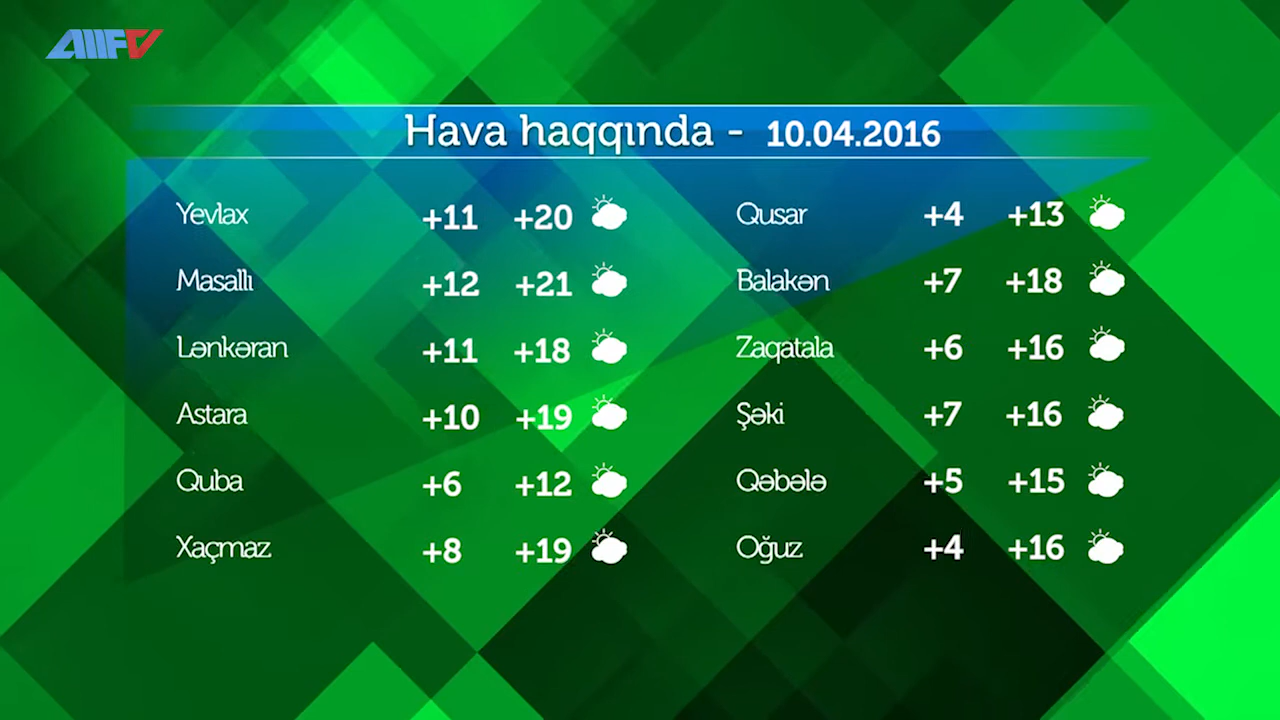 Hava haqqında - 10.04.2016
Yevlax +11 +20
Masallı +12 +21
Lənkəran +11 +18
Astara +10 +19
Quba +6 +12
Xaçmaz +8 +19
Qusar +4 +13
Balakən +7 +18
Zaqatala +6 +16
Şəki +7 +16
Qəbələ +5 +15
Oğuz +4 +16